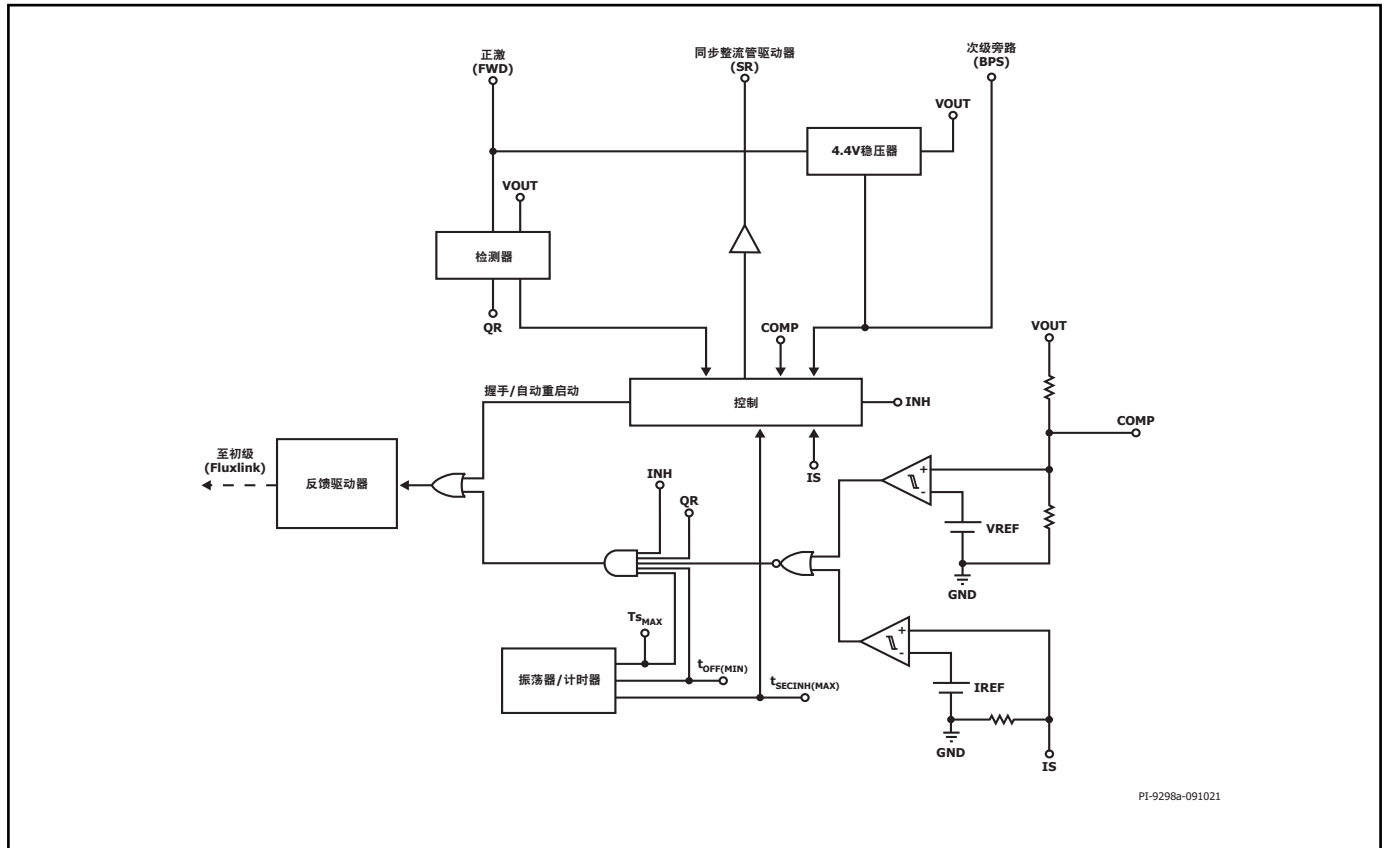 正激
(FWD)
同步整流管驱动器
(SR)
次级旁路
(BPS)
VOUT
4.4V稳压器
VOUT
检测器
QR
COMP
VOUT
握手/自动重启动
控制
INH
COMP
至初级
(Fluxlink)
反馈驱动器
INH
QR
IS
+
-
VREF
GND
TsMAX
+
-
振荡器/计时器
tOFF(MIN)
tSECINH(MAX)
IREF
GND
IS
PI-9298a-091021